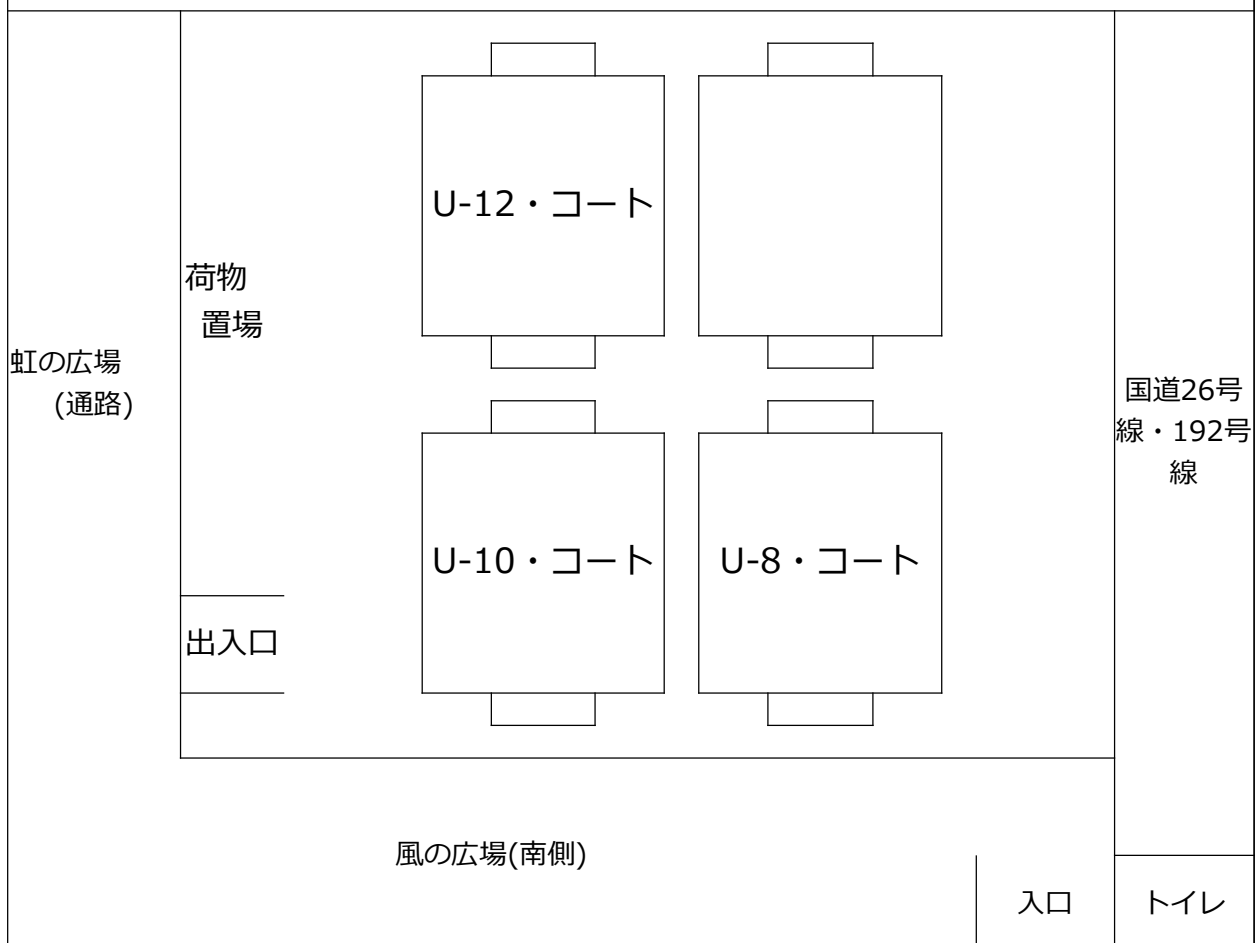 U-12・コート
荷物
置場
虹の広場
(通路)
国道26号
線・192号
線
U-10・コート
U-8・コート
出入口
風の広場(南側)
入口
トイレ